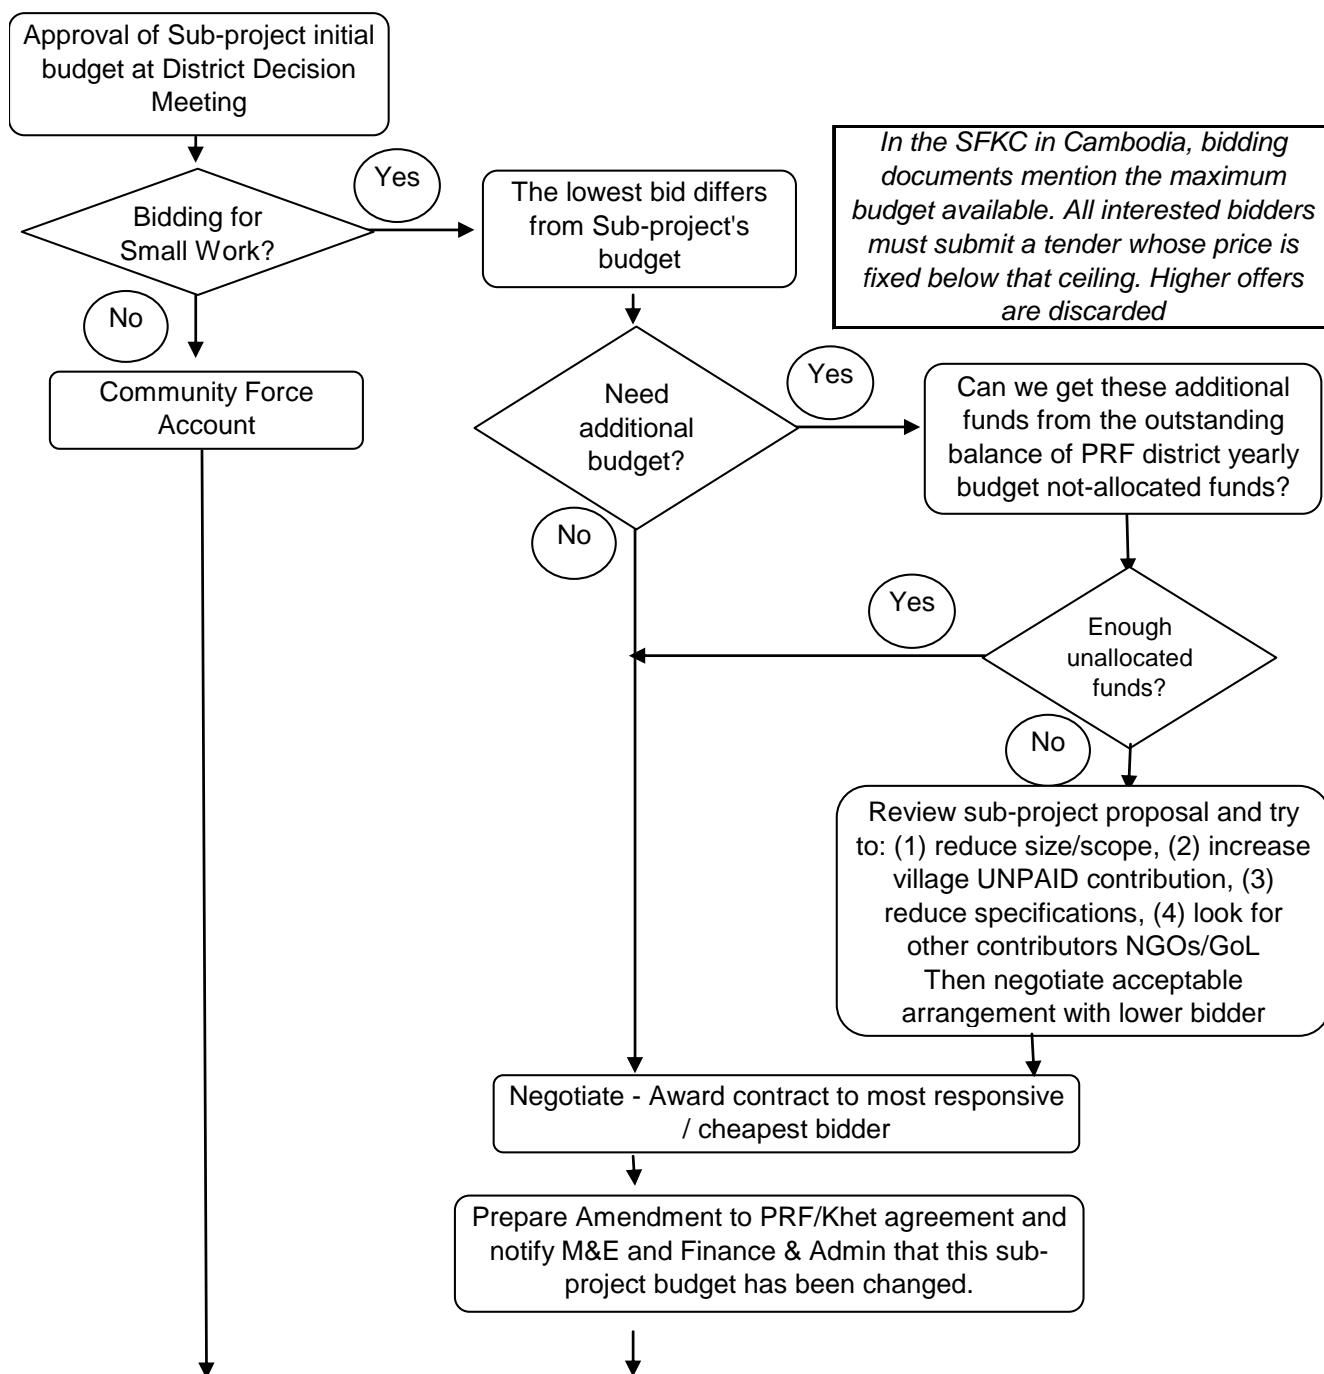 Approval of Sub-project initial
budget at District Decision
Meeting
In the SFKC in Cambodia, bidding
documents mention the maximum
budget available. All interested bidders
must submit a tender whose price is
fixed below that ceiling. Higher offers
are discarded
Yes
Bidding for
Small Work?
The lowest bid differs
from Sub-project's
budget
No
Community Force
Account
Need
additional
budget?
Yes
Can we get these additional
funds from the outstanding
balance of PRF district yearly
budget not-allocated funds?
No
Yes
Enough
unallocated
funds?
No
Review sub-project proposal and try
to: (1) reduce size/scope, (2) increase
village UNPAID contribution, (3)
reduce specifications, (4) look for
other contributors NGOs/GoL
Then negotiate acceptable
arrangement with lower bidder
Negotiate - Award contract to most responsive
/ cheapest bidder
Prepare Amendment to PRF/Khet agreement and
notify M&E and Finance & Admin that this sub-
project budget has been changed.